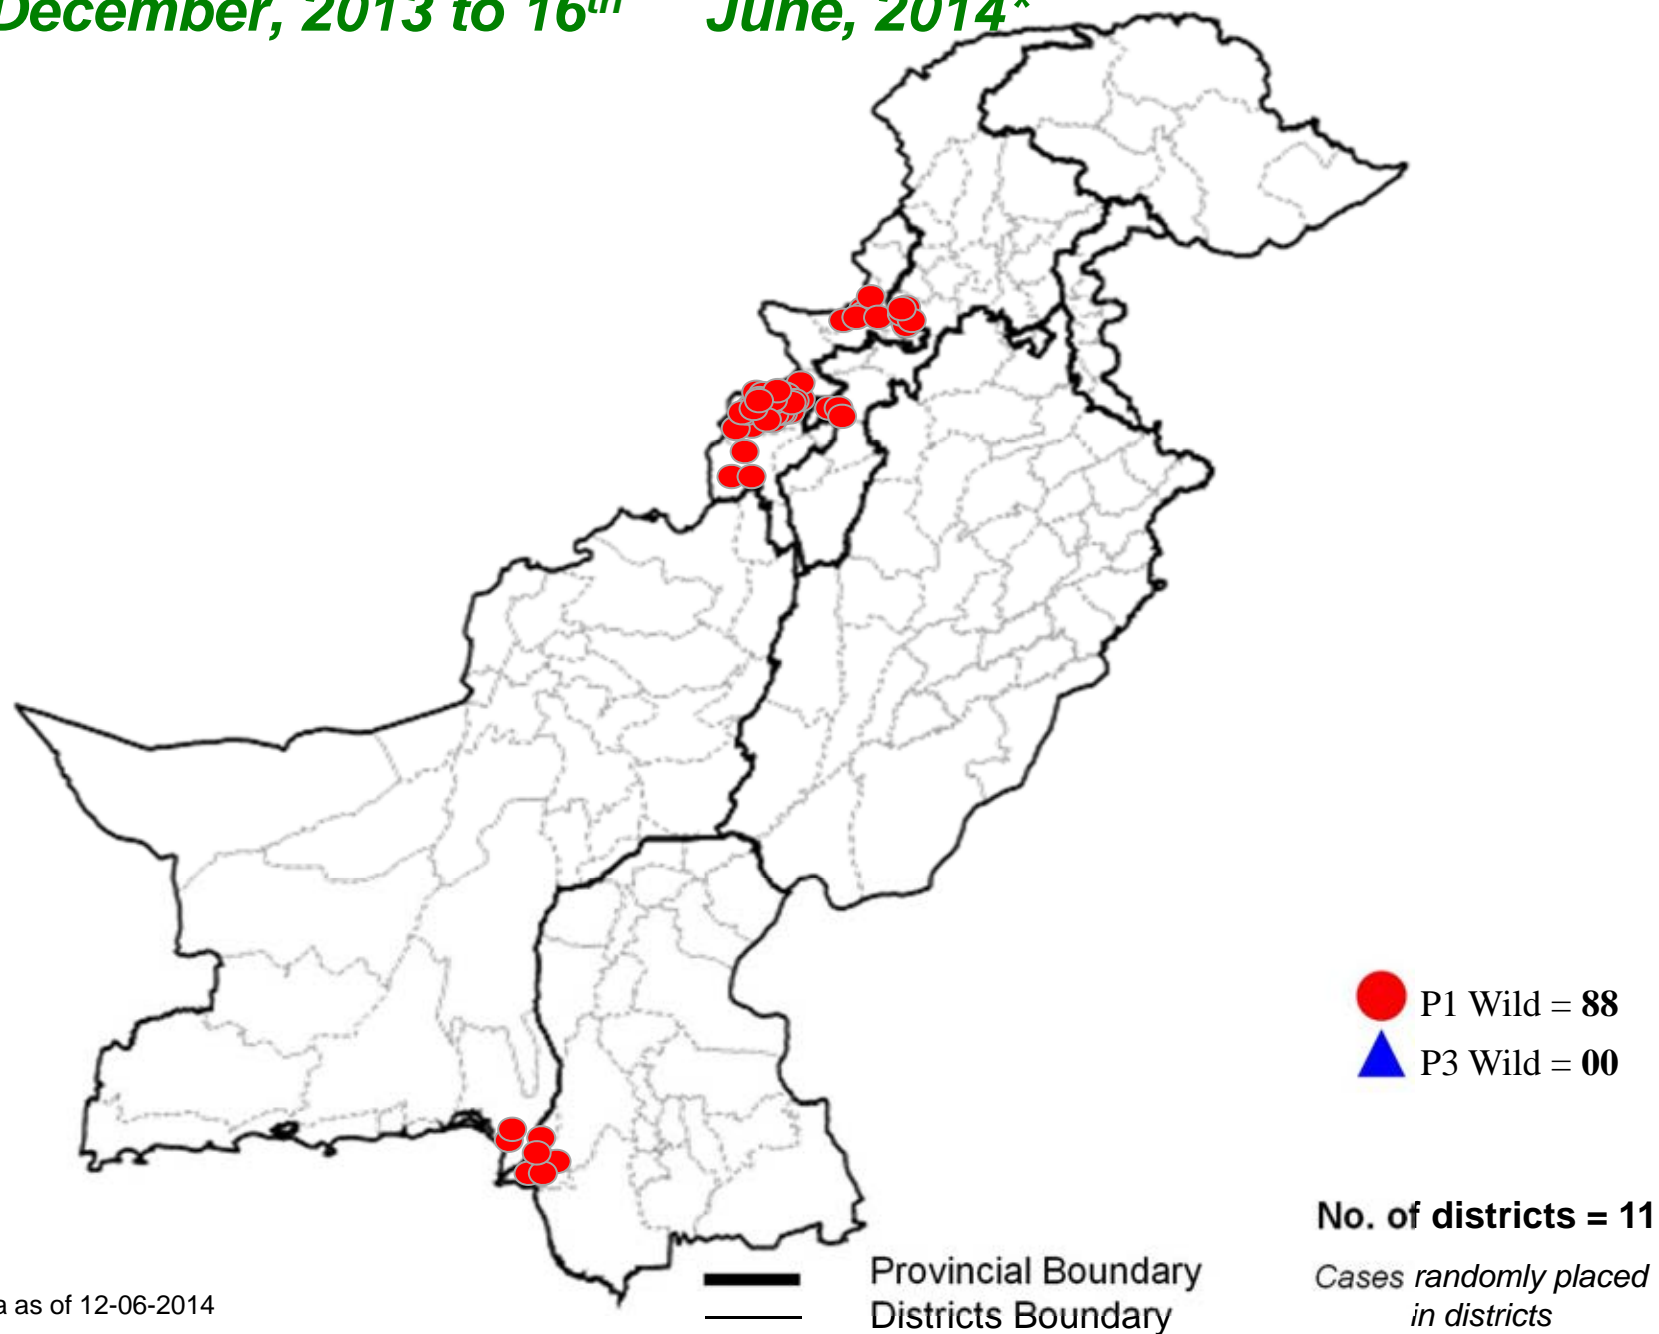 December, 2013 to 16th June, 2014*
P1 Wild = 88
P3 Wild = 00
No. of districts = 11
Cases randomly placed
in districts
Provincial Boundary
Districts Boundary
as of 12-06-2014